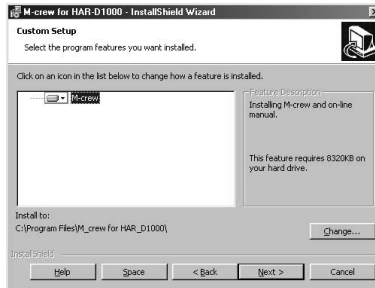 M-crew for HAR-D1000 - InstallShield Wizard
Custom Setup
Select the program features you want installed.
Click on an icon in the list below to change how a feature is installed.
M-crew
Feature Description
Installing M-crew and on-line
manual.
This feature requires 8320KB on
your hard drive.
Install to:
C:\Program Files\M_crew for HAR_D1000\
Change...
InstallShield
Help
Space
< Back
Next >
Cancel